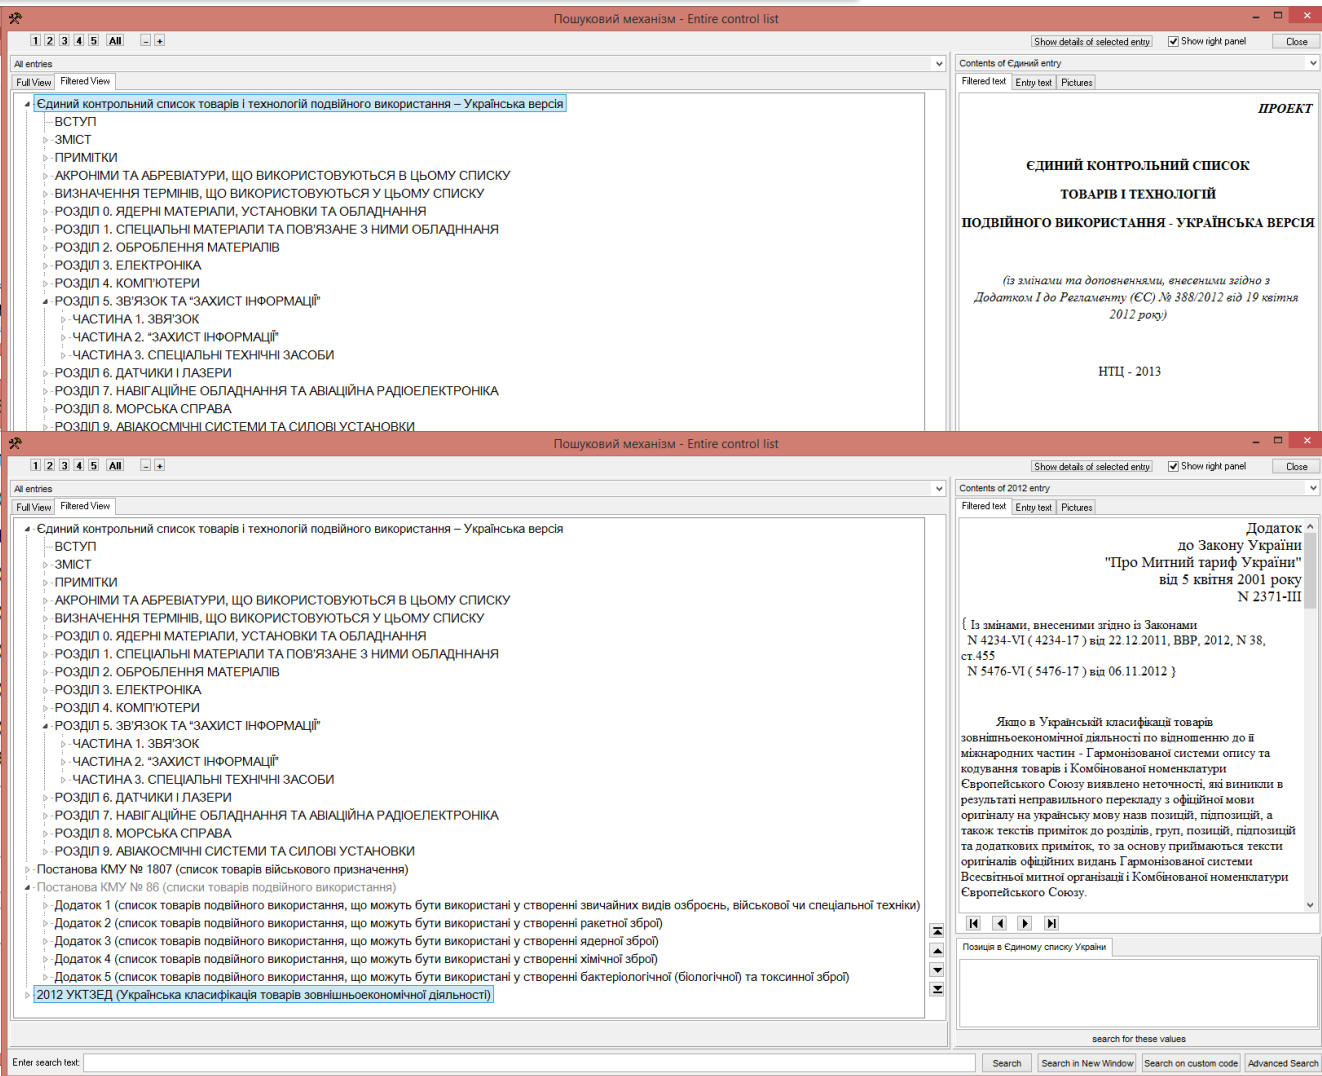 Пошуковий механізм - Entire control list
1 2 3 4 5 All - +
Show details of selected entry Show right panel Close
All entries
Contents of Єдиний entry
Full View Filtered View
Filtered text Entry text Pictures
Єдиний контрольний список товарів і технологій подвійного використання – Українська версія
ВСТУП
ЗМІСТ
ПРИМІТКИ
АКРОНІМИ ТА АБРЕВІАТУРИ, ЩО ВИКОРИСТОВУЮТЬСЯ В ЦЬОМУ СПИСКУ
ВИЗНАЧЕННЯ ТЕРМІНІВ, ЩО ВИКОРИСТОВУЮТЬСЯ У ЦЬОМУ СПИСКУ
РОЗДІЛ 0. ЯДЕРНІ МАТЕРІАЛИ, УСТАНОВКИ ТА ОБЛАДНАННЯ
РОЗДІЛ 1. СПЕЦІАЛЬНІ МАТЕРІАЛИ ТА ПОВ'ЯЗАНЕ З НИМИ ОБЛАДННАНЯ
РОЗДІЛ 2. ОБРОБЛЕННЯ МАТЕРІАЛІВ
РОЗДІЛ 3. ЕЛЕКТРОНІКА
РОЗДІЛ 4. КОМП'ЮТЕРИ
РОЗДІЛ 5. ЗВ'ЯЗОК ТА “ЗАХИСТ ІНФОРМАЦІЇ”
ЧАСТИНА 1. ЗВЯ'ЗОК
ЧАСТИНА 2. “ЗАХИСТ ІНФОРМАЦІЇ”
ЧАСТИНА 3. СПЕЦІАЛЬНІ ТЕХНІЧНІ ЗАСОБИ
РОЗДІЛ 6. ДАТЧИКИ І ЛАЗЕРИ
РОЗДІЛ 7. НАВІГАЦІЙНЕ ОБЛАДНАННЯ ТА АВІАЦІЙНА РАДІОЕЛЕКТРОНІКА
РОЗДІЛ 8. МОРСЬКА СПРАВА
РОЗДІЛ 9. АВІАКОСМІЧНІ СИСТЕМИ ТА СИЛОВІ УСТАНОВКИ
ПРОЕКТ
ЄДИНИЙ КОНТРОЛЬНИЙ СПИСОК
ТОВАРІВ І ТЕХНОЛОГІЙ
ПОДВІЙНОГО ВИКОРИСТАННЯ - УКРАЇНСЬКА ВЕРСІЯ
(із змінами та доповненнями, внесеними згідно з
Додатком I до Регламенту (ЄС) № 388/2012 від 19 квітня
2012 року)
НТЦ - 2013
Пошуковий механізм - Entire control list
1 2 3 4 5 All - +
Show details of selected entry Show right panel Close
All entries
Contents of 2012 entry
Full View Filtered View
Filtered text Entry text Pictures
Єдиний контрольний список товарів і технологій подвійного використання – Українська версія
ВСТУП
ЗМІСТ
ПРИМІТКИ
АКРОНІМИ ТА АБРЕВІАТУРИ, ЩО ВИКОРИСТОВУЮТЬСЯ В ЦЬОМУ СПИСКУ
ВИЗНАЧЕННЯ ТЕРМІНІВ, ЩО ВИКОРИСТОВУЮТЬСЯ У ЦЬОМУ СПИСКУ
РОЗДІЛ 0. ЯДЕРНІ МАТЕРІАЛИ, УСТАНОВКИ ТА ОБЛАДНАННЯ
РОЗДІЛ 1. СПЕЦІАЛЬНІ МАТЕРІАЛИ ТА ПОВ'ЯЗАНЕ З НИМИ ОБЛАДННАНЯ
РОЗДІЛ 2. ОБРОБЛЕННЯ МАТЕРІАЛІВ
РОЗДІЛ 3. ЕЛЕКТРОНІКА
РОЗДІЛ 4. КОМП'ЮТЕРИ
РОЗДІЛ 5. ЗВ'ЯЗОК ТА “ЗАХИСТ ІНФОРМАЦІЇ”
ЧАСТИНА 1. ЗВЯ'ЗОК
ЧАСТИНА 2. “ЗАХИСТ ІНФОРМАЦІЇ”
ЧАСТИНА 3. СПЕЦІАЛЬНІ ТЕХНІЧНІ ЗАСОБИ
РОЗДІЛ 6. ДАТЧИКИ І ЛАЗЕРИ
РОЗДІЛ 7. НАВІГАЦІЙНЕ ОБЛАДНАННЯ ТА АВІАЦІЙНА РАДІОЕЛЕКТРОНІКА
РОЗДІЛ 8. МОРСЬКА СПРАВА
РОЗДІЛ 9. АВІАКОСМІЧНІ СИСТЕМИ ТА СИЛОВІ УСТАНОВКИ
Постанова КМУ № 1807 (список товарів військового призначення)
Постанова КМУ № 86 (списки товарів подвійного використання)
Додаток 1 (список товарів подвійного використання, що можуть бути використані у створенні звичайних видів озброєнь, військової чи спеціальної техніки)
Додаток 2 (список товарів подвійного використання, що можуть бути використані у створенні ракетної зброї)
Додаток 3 (список товарів подвійного використання, що можуть бути використані у створенні ядерної зброї)
Додаток 4 (список товарів подвійного використання, що можуть бути використані у створенні хімічної зброї)
Додаток 5 (список товарів подвійного використання, що можуть бути використані у створенні бактеріологічної (біологічної) та токсинної зброї)
2012 УКТЗЕД (Українська класифікація товарів зовнішньоекономічної діяльності)
Додаток
до Закону України
"Про Митний тариф України"
від 5 квітня 2001 року
N 2371-III
{ Із змінами, внесеними згідно із Законами
N 4234-VI ( 4234-17 ) від 22.12.2011, ВВР, 2012, N 38,
ст.455
N 5476-VI ( 5476-17 ) від 06.11.2012 }
Якщо в Українській класифікації товарів
зовнішньоекономічної діяльності по відношенню до її
міжнародних частин - Гармонізованої системи опису та
кодування товарів і Комбінованої номенклатури
Європейського Союзу виявлено неточності, які виникли в
результаті неправильного перекладу з офіційної мови
оригіналу на українську мову назв позицій, підпозицій, а
також текстів приміток до розділів, груп, позицій, підпозицій
та додаткових приміток, то за основу приймаються тексти
оригіналів офіційних видань Гармонізованої системи
Всесвітньої митної організації і Комбінованої номенклатури
Європейського Союзу.
Позиція в Єдиному списку України
search for these values
Enter search text: Search Search in New Window Search on custom code Advanced Search